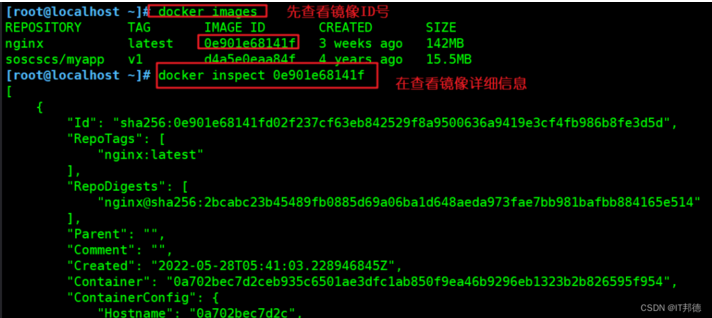 [root@localhost ~]# docker images 先查看镜像ID号
REPOSITORY TAG IMAGE ID CREATED SIZE
nginx latest 0e901e68141f 3 weeks ago 142MB
soscscs/myapp v1 d4a5e0eaa84f 4 years ago 15.5MB
[root@localhost ~]# docker inspect 0e901e68141f
在查看镜像详细信息
[
{
"Id": "sha256:0e901e68141fd02f237cf63eb842529f8a9500636a9419e3cf4fb986b8fe3d5d",
"RepoTags": [
"nginx:latest"
],
"RepoDigests": [
"nginx@sha256:2bcabc23b45489fb0885d69a06ba1d648aeda973fae7bb981bafbb884165e514"
],
"Parent": "",
"Comment": "",
"Created": "2022-05-28T05:41:03.228946845Z",
"Container": "0a702bec7d2ceb935c6501ae3dfc1ab850f9ea46b9296eb1323b2b826595f954",
"ContainerConfig": {
"Hostname": "0a702bec7d2c",
CSDN @IT邦德